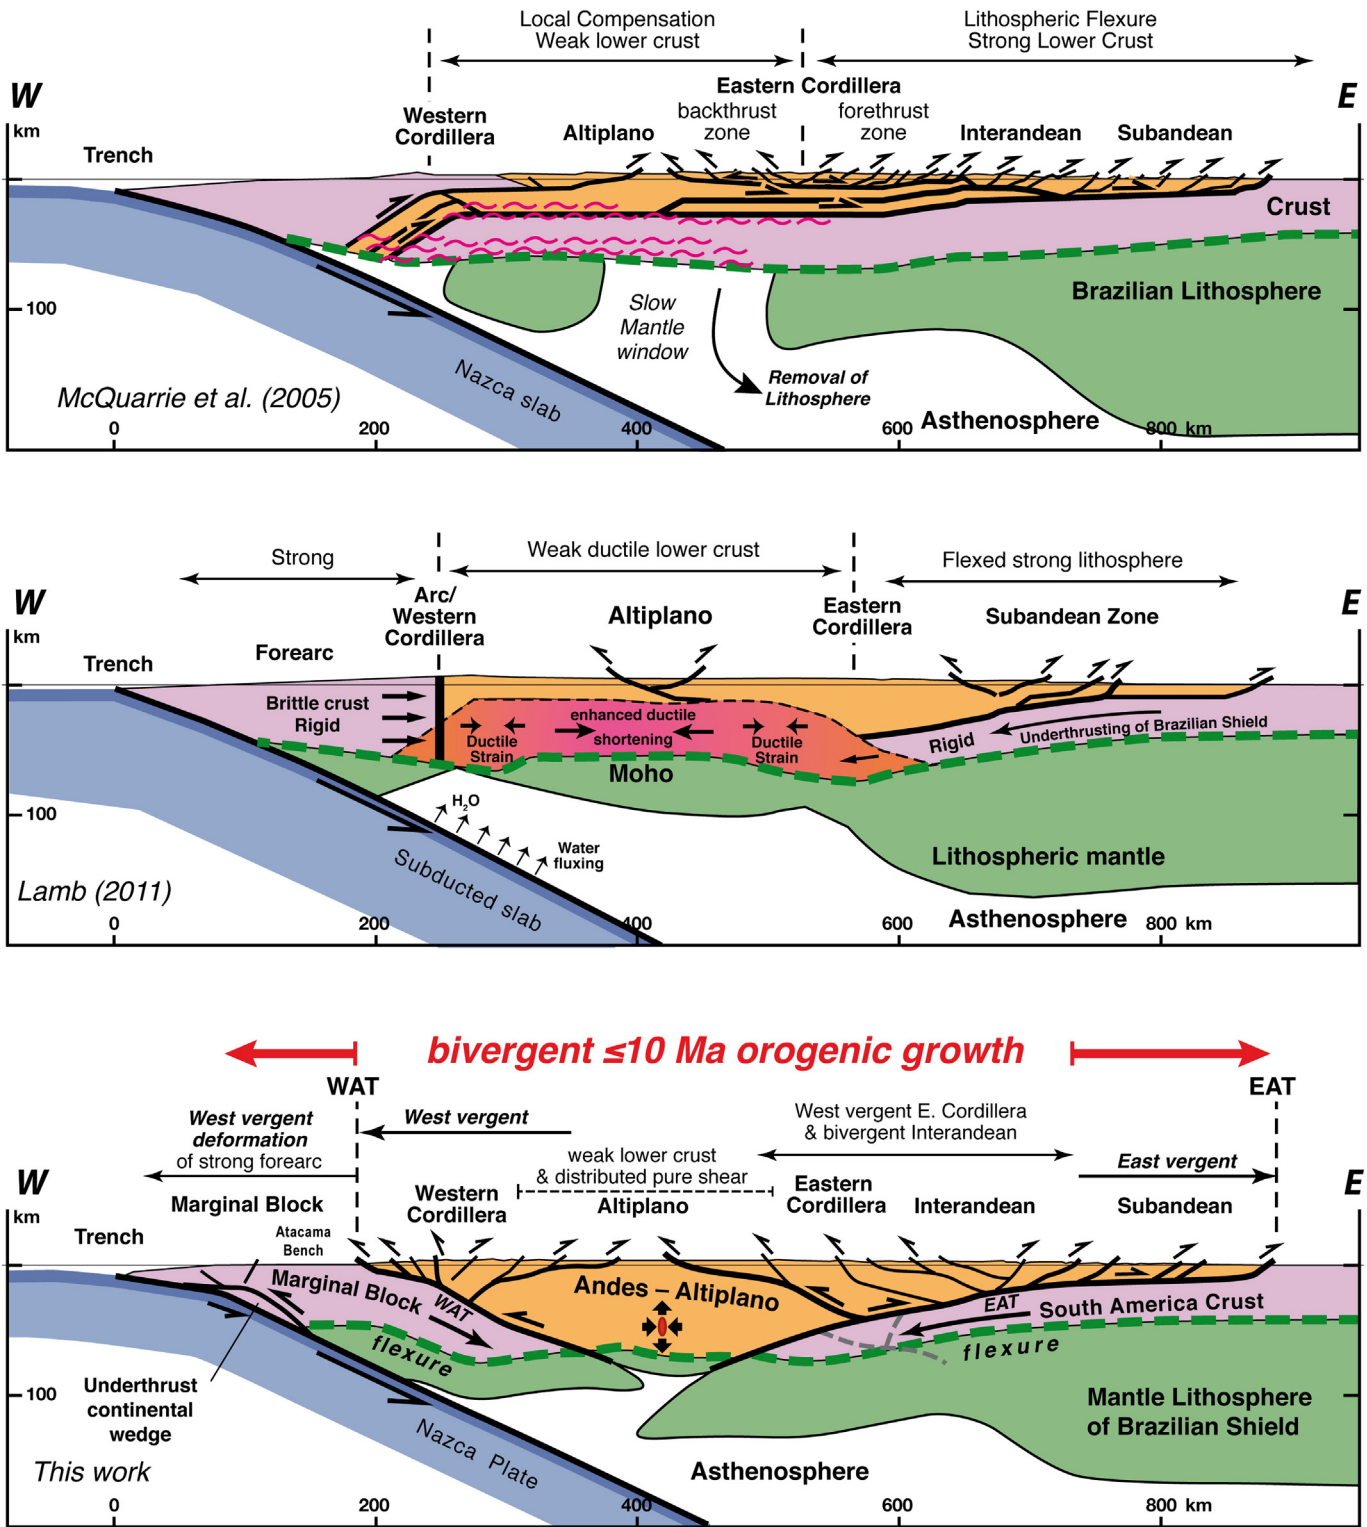 Local Compensation
Weak lower crust
Lithospheric Flexure
Strong Lower Crust
W
E
km
Trench
Western
Cordillera
Altiplano
Eastern Cordillera
backthrust
zone
forethrust
zone
Interandean
Subandean
Crust
Brazilian Lithosphere
100
Slow
Mantle
window
Removal of
Lithosphere
Nazca slab
McQuarrie et al. (2005)
Asthenosphere
0
200
400
600
800 km
Strong
Weak ductile lower crust
Flexed strong lithosphere
W
E
km
Trench
Forearc
Arc/
Western
Cordillera
Altiplano
Eastern
Cordillera
Subandean Zone
Brittle crust
Rigid
Ductile
Strain
enhanced ductile
shortening
Ductile
Strain
Rigid
Underthrusting of Brazilian Shield
Moho
100
H2O
Water
fluxing
Subducted slab
Lithospheric mantle
Lamb (2011)
Asthenosphere
0
200
400
600
800 km
bivergent ≤10 Ma orogenic growth
WAT
EAT
West vergent
deformation
of strong forearc
West vergent
West vergent E. Cordillera
& bivergent Interandean
weak lower crust
& distributed pure shear
East vergent
W
E
km
Trench
Marginal Block
Atacama
Bench
Western
Cordillera
Altiplano
Eastern
Cordillera
Interandean
Subandean
Marginal Block
WAT
Andes – Altiplano
EAT
South America Crust
flexure
flexure
100
Underthrust
continental
wedge
Nazca Plate
Mantle Lithosphere
of Brazilian Shield
This work
Asthenosphere
0
200
400
600
800 km